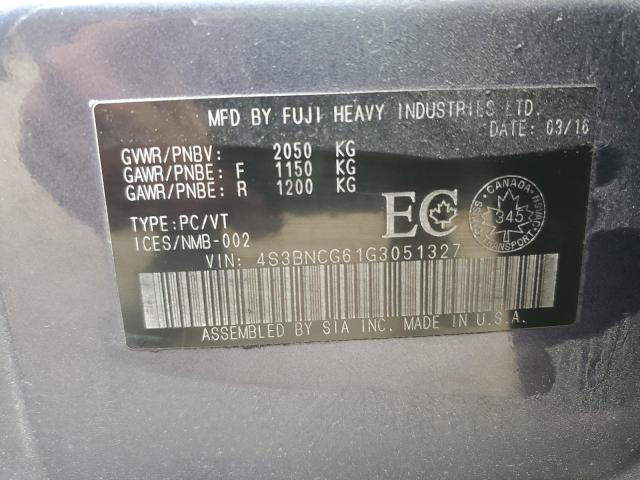 MFD BY FUJI HEAVY INDUSTRIES LTD.
DATE: 03/16
GVWR/PNBV: 2050 KG
GAWR/PNBE: F 1150 KG
GAWR/PNBE: R 1200 KG
TYPE:PC/VT
ICES/NMB-002
EC
CANADA
345
TRANSPORT
VIN: 4S3BNCG61G3051327
ASSEMBLED BY SIA INC. MADE IN U.S.A.